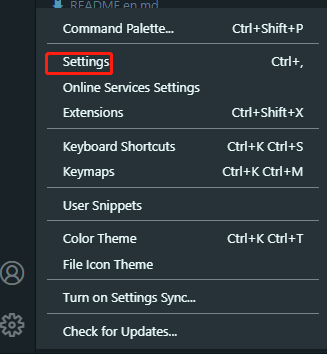 README.en.md
Command Palette... Ctrl+Shift+P
Settings Ctrl+,
Online Services Settings
Extensions Ctrl+Shift+X
Keyboard Shortcuts Ctrl+K Ctrl+S
Keymaps Ctrl+K Ctrl+M
User Snippets
Color Theme Ctrl+K Ctrl+T
File Icon Theme
Turn on Settings Sync...
Check for Updates...